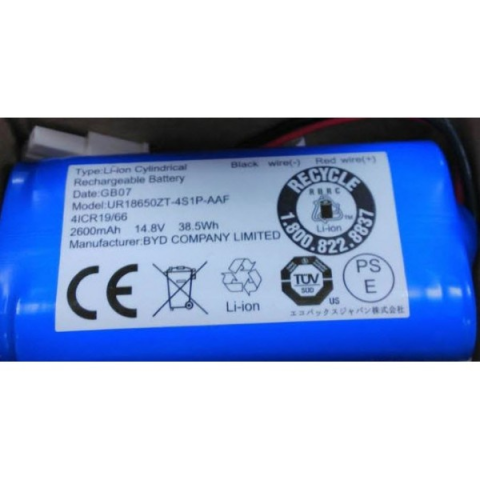 Type:Li-ion Cylindrical
Rechargeable Battery
Date:GB07
Model:UR18650ZT-4S1P-AAF
4ICR19/66
2600mAh 14.8V 38.5Wh
Manufacturer:BYD COMPANY LIMITED
Black wire(-) Red wire(+)
RECYCLE
RBRC
Li-ion
1.800.822.8837
Li-ion
TÜV
SÜD
US
PS
E
エコバックスジャパン株式会社